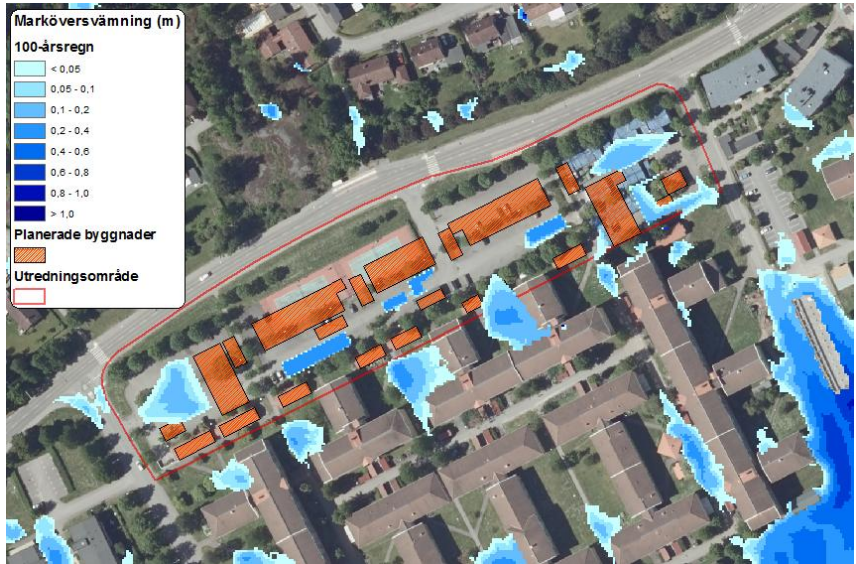 Marköversvämning (m)
100-årsregn
< 0,05
0,05 - 0,1
0,1 - 0,2
0,2 - 0,4
0,4 - 0,6
0,6 - 0,8
0,8 - 1,0
> 1,0
Planerade byggnader
Utredningsområde